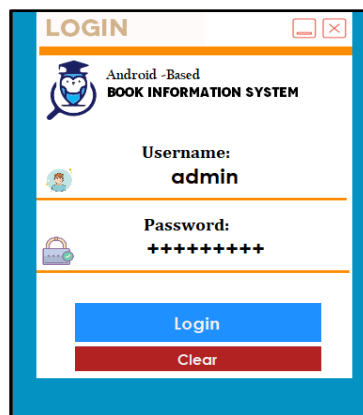 LOGIN
Android -Based
BOOK INFORMATION SYSTEM
Username:
admin
Password:
+++++++++
Login
Clear